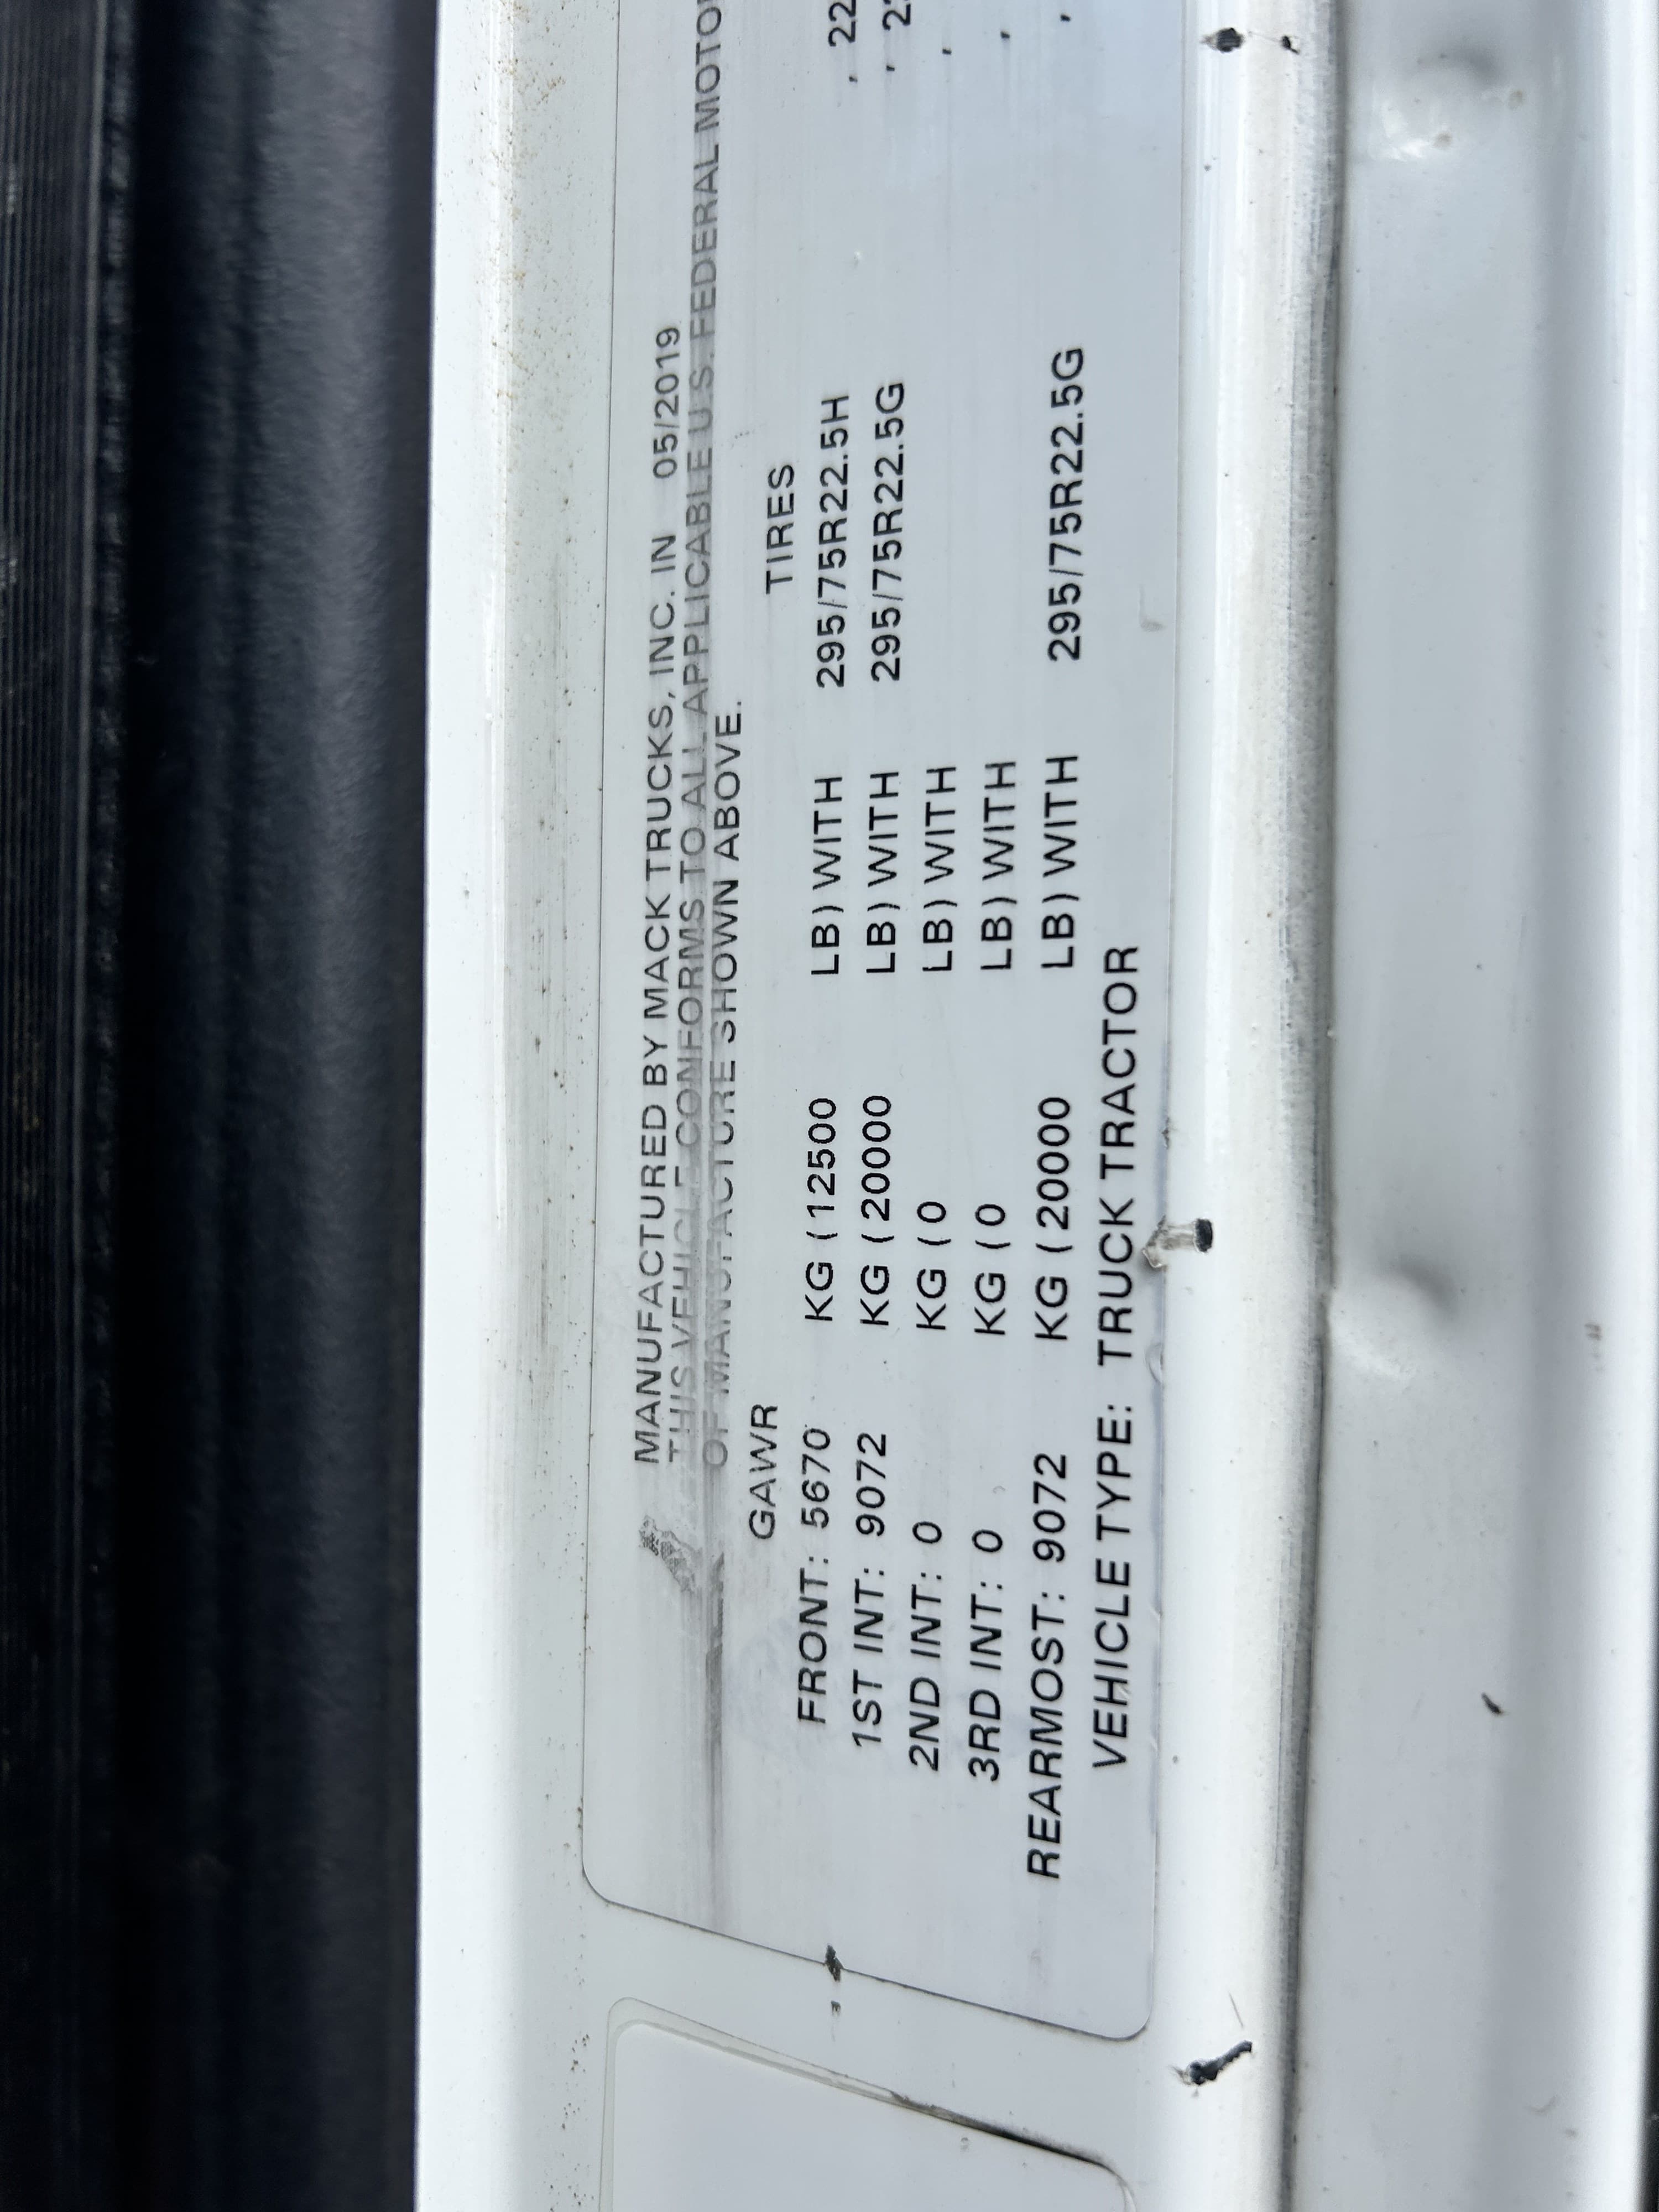 MANUFACTURED BY MACK TRUCKS, INC. IN 05/2019
THIS VEHICLE CONFORMS TO ALL APPLICABLE U.S. FEDERAL MOTO
OF MANUFACTURE SHOWN ABOVE.
GAWR TIRES
FRONT: 5670 KG (12500 LB) WITH 295/75R22.5H , 22
1ST INT: 9072 KG (20000 LB) WITH 295/75R22.5G , 2
2ND INT: 0 KG (0 LB) WITH ,
3RD INT: 0 KG (0 LB) WITH ,
REARMOST: 9072 KG (20000 LB) WITH 295/75R22.5G ,
VEHICLE TYPE: TRUCK TRACTOR